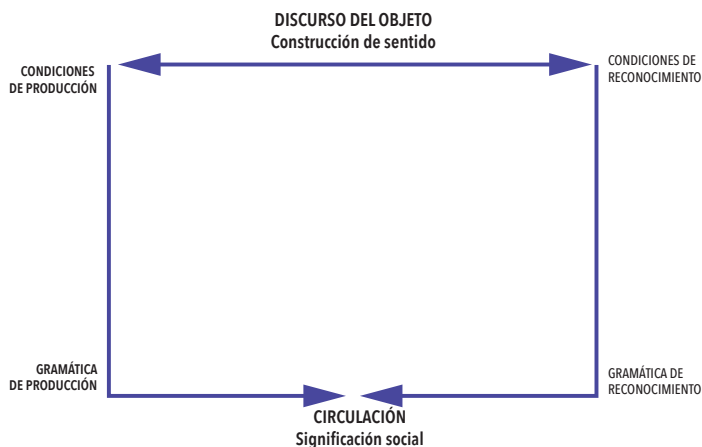 DISCURSO DEL OBJETO
Construcción de sentido
CONDICIONES
DE PRODUCCIÓN
CONDICIONES DE
RECONOCIMIENTO
GRAMÁTICA
DE PRODUCCIÓN
GRAMÁTICA DE
RECONOCIMIENTO
CIRCULACIÓN
Significación social